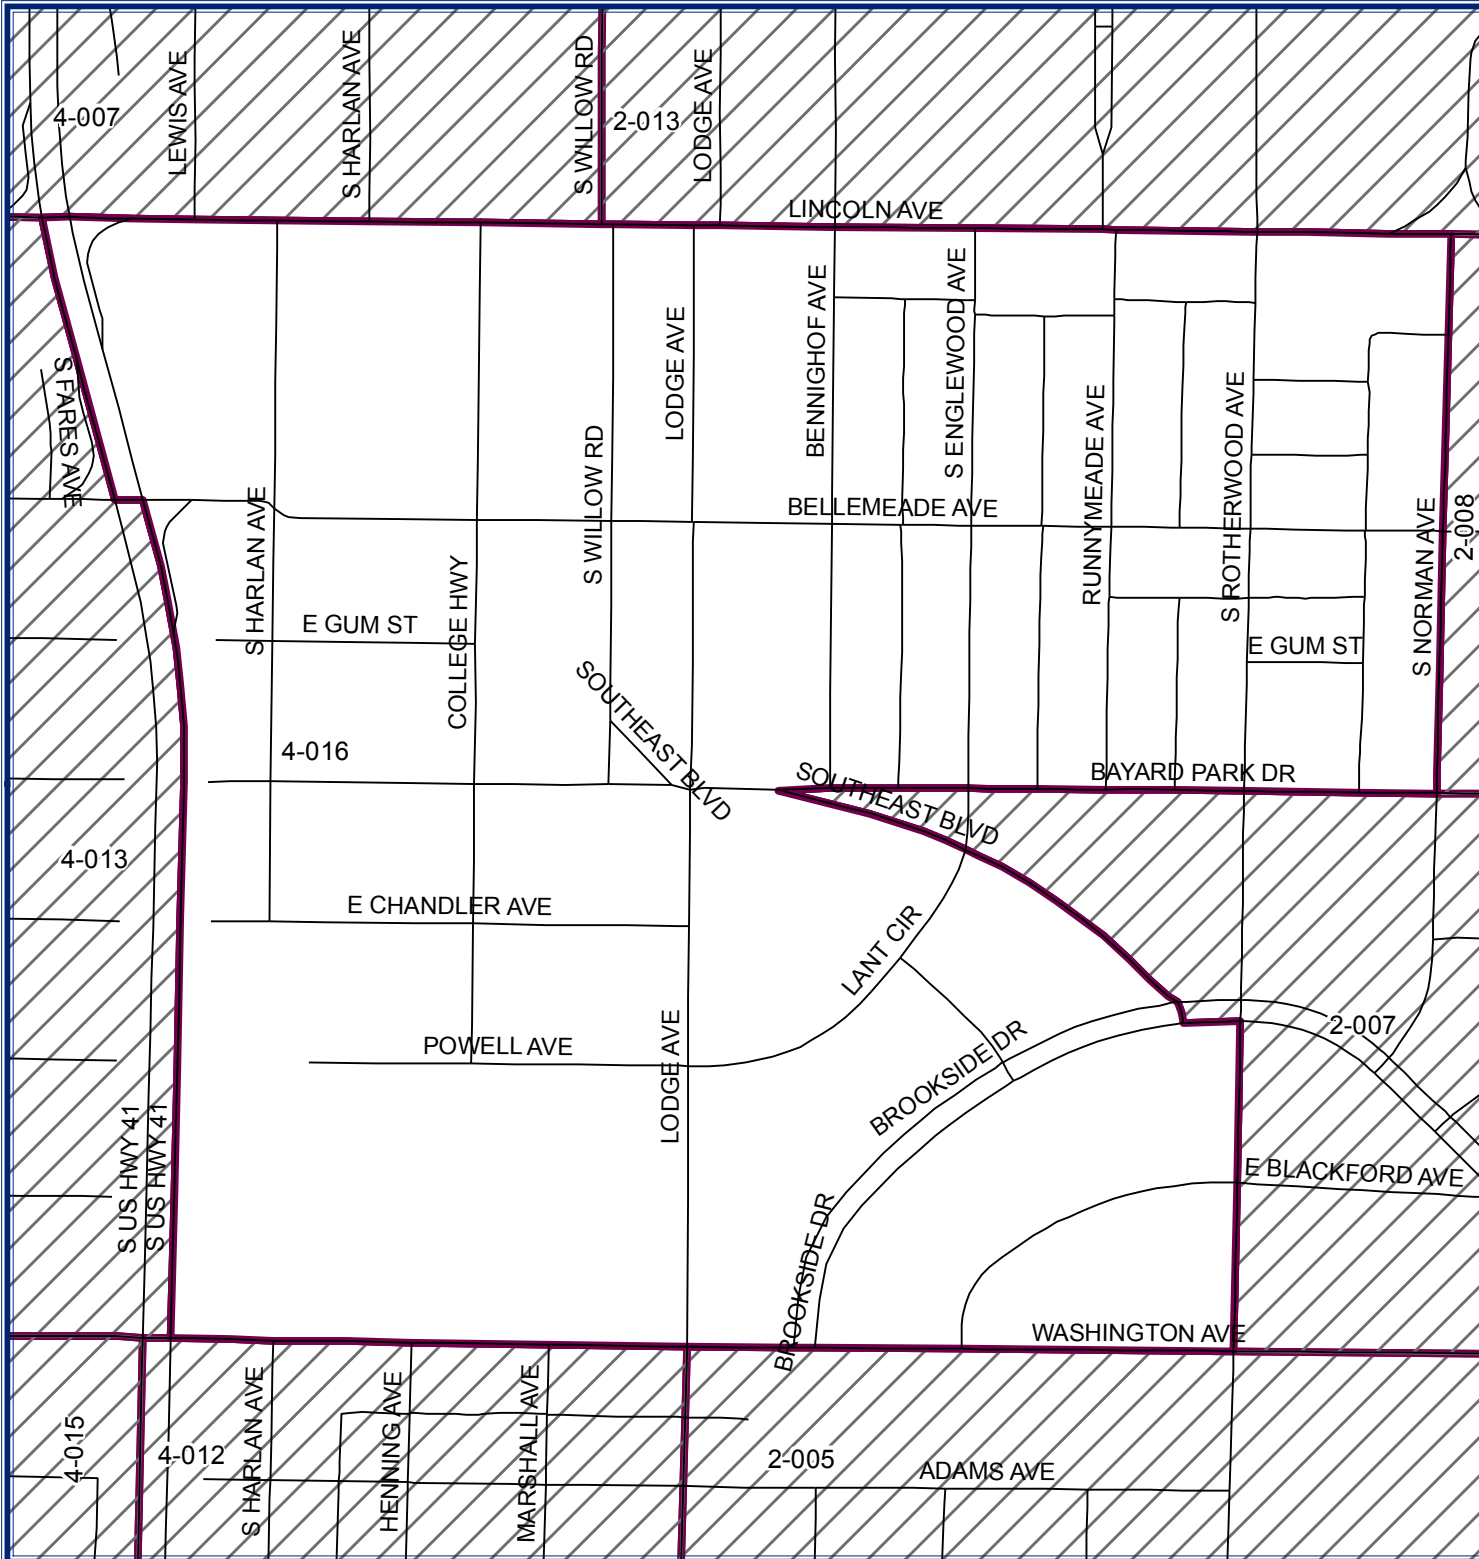 4-007
LEWIS AVE
S HARLAN AVE
S WILLOW RD
2-013
LODGE AVE
LINCOLN AVE
S FARES AVE
S HARLAN AVE
COLLEGE HWY
S WILLOW RD
LODGE AVE
BENNIGHOF AVE
S ENGLEWOOD AVE
RUNNYMEADE AVE
S ROTHERWOOD AVE
S NORMAN AVE
2-008
BELLEMEADE AVE
E GUM ST
E GUM ST
SOUTHEAST BLVD
4-016
SOUTHEAST BLVD
BAYARD PARK DR
4-013
E CHANDLER AVE
LANT CIR
POWELL AVE
LODGE AVE
BROOKSIDE DR
2-007
S US HWY 41
S US HWY 41
E BLACKFORD AVE
BROOKSIDE DR
WASHINGTON AVE
4-015
4-012
S HARLAN AVE
HENNING AVE
MARSHALL AVE
2-005
ADAMS AVE